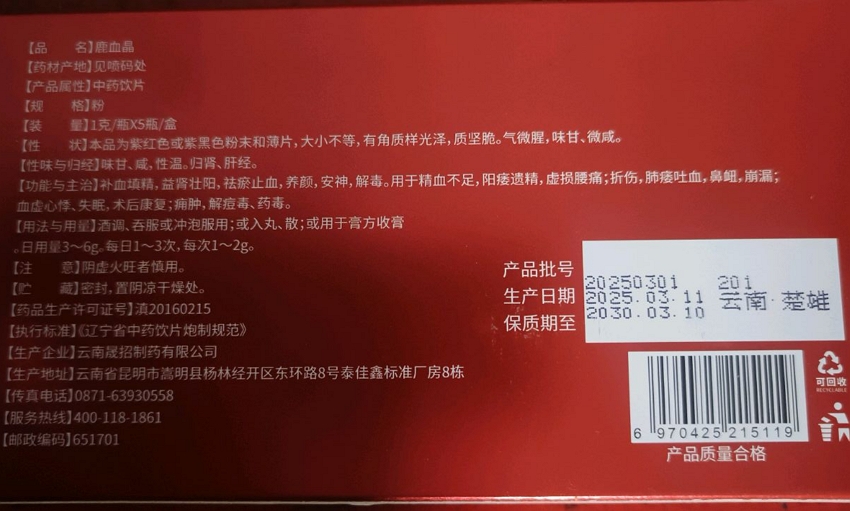 【品 名】鹿血晶
【药材产地】见喷码处
【产品属性】中药饮片
【规 格】粉
【装 量】1克/瓶X5瓶/盒
【性 状】本品为紫红色或紫黑色粉末和薄片,大小不等,有角质样光泽,质坚脆。气微腥,味甘、微咸。
【性味与归经】味甘、咸,性温。归肾、肝经。
【功能与主治】补血填精,益肾壮阳,祛瘀止血,养颜,安神,解毒。用于精血不足,阳痿遗精,虚损腰痛;折伤,肺痿吐血,鼻衄,崩漏;
血虚心悸、失眠,术后康复;痈肿,解痘毒、药毒。
【用法与用量】酒调、吞服或冲泡服用;或入丸、散;或用于膏方收膏
。日用量3～6g。每日1～3次,每次1～2g。
【注 意】阴虚火旺者慎用。
【贮 藏】密封,置阴凉干燥处。
【药品生产许可证号】滇20160215
【执行标准】《辽宁省中药饮片炮制规范》
【生产企业】云南晟招制药有限公司
【生产地址】云南省昆明市嵩明县杨林经开区东环路8号泰佳鑫标准厂房8栋
【传真电话】0871-63930558
【服务热线】400-118-1861
【邮政编码】651701
产品批号 20250301 201
生产日期 2025.03.11 云南·楚雄
保质期至 2030.03.10
6 970425 215119
产品质量合格
可回收
RECYCLABLE